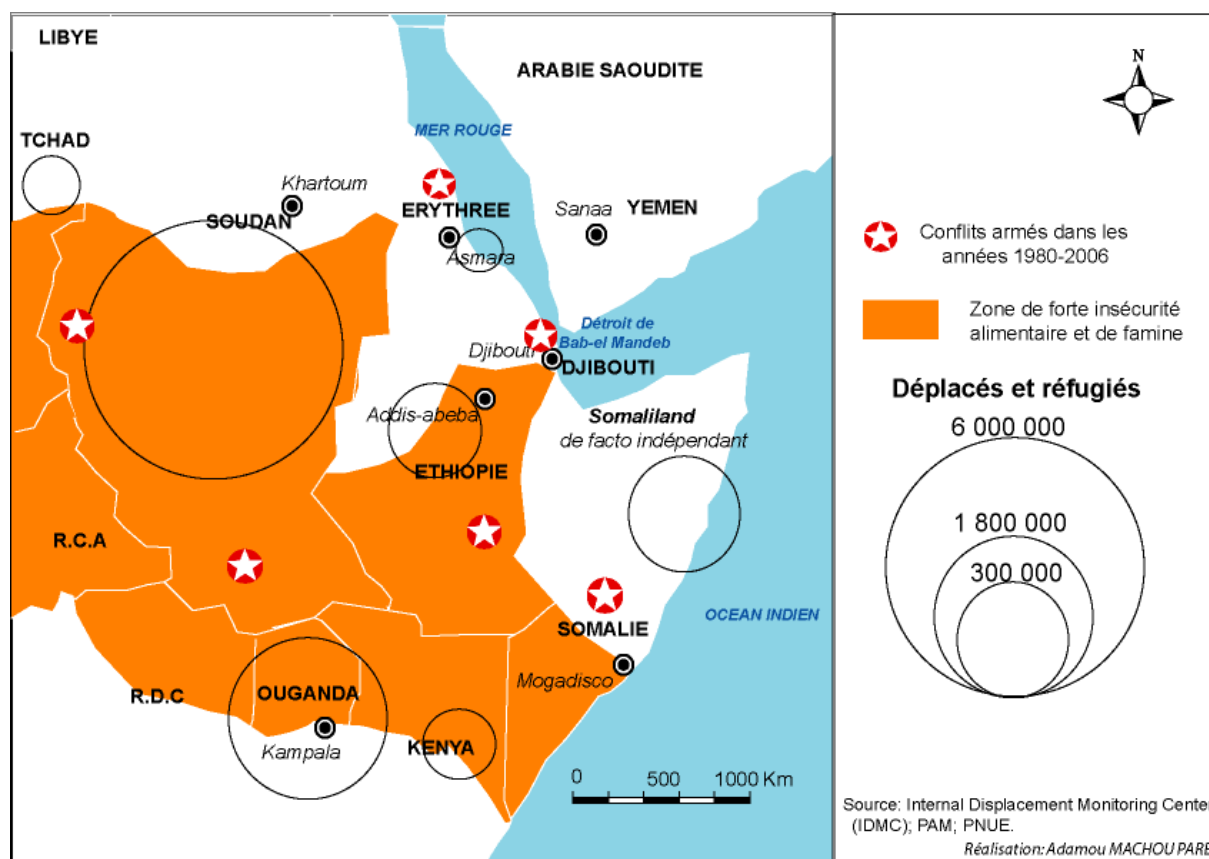 LIBYE
ARABIE SAOUDITE
MER ROUGE
TCHAD
Khartoum
SOUDAN
ERYTHREE
Asmara
Sanaa
YEMEN
Détroit de
Bab-el Mandeb
Djibouti
DJIBOUTI
Addis-abeba
ETHIOPIE
Somaliland
de facto indépendant
R.C.A
OCEAN INDIEN
SOMALIE
Mogadisco
R.D.C
OUGANDA
Kampala
KENYA
0 500 1000 Km
N
Conflits armés dans les
années 1980-2006
Zone de forte insécurité
alimentaire et de famine
Déplacés et réfugiés
6 000 000
1 800 000
300 000
Source: Internal Displacement Monitoring Center
(IDMC); PAM; PNUE.
Réalisation: Adamou MACHOU PARE